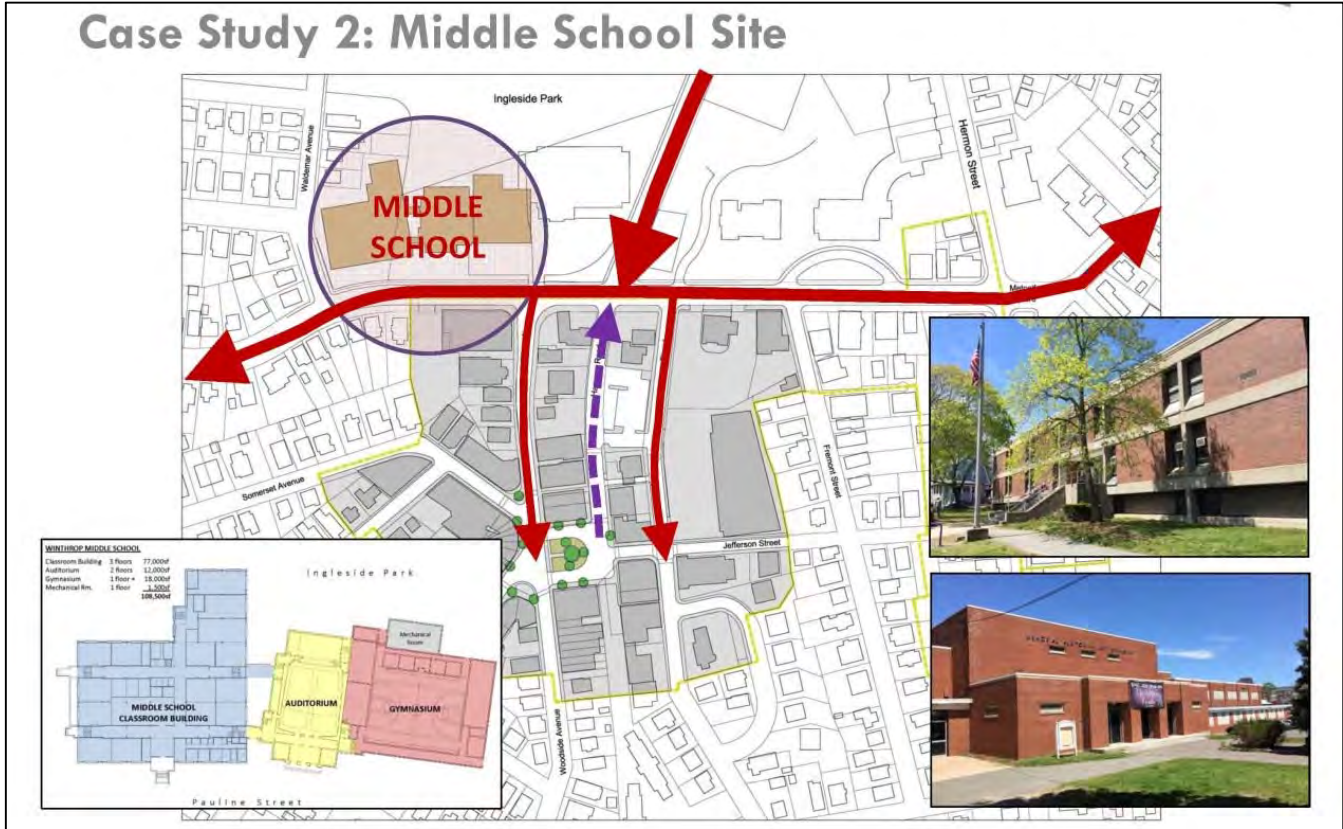 Case Study 2: Middle School Site
Ingleside Park
Waldemar Avenue
Hermon Street
MIDDLE
SCHOOL
Somerset Avenue
Fremont Street
Jefferson Street
Woodside Avenue
WINTHROP MIDDLE SCHOOL
Classroom Building 3 floors 77,000sf
Auditorium 2 floors 12,000sf
Gymnasium 1 floor + 18,000sf
Mechanical Rm. 1 floor 1,500sf
108,500sf
Ingleside Park
Mechanical
Room
MIDDLE SCHOOL
CLASSROOM BUILDING
AUDITORIUM
GYMNASIUM
Pauline Street